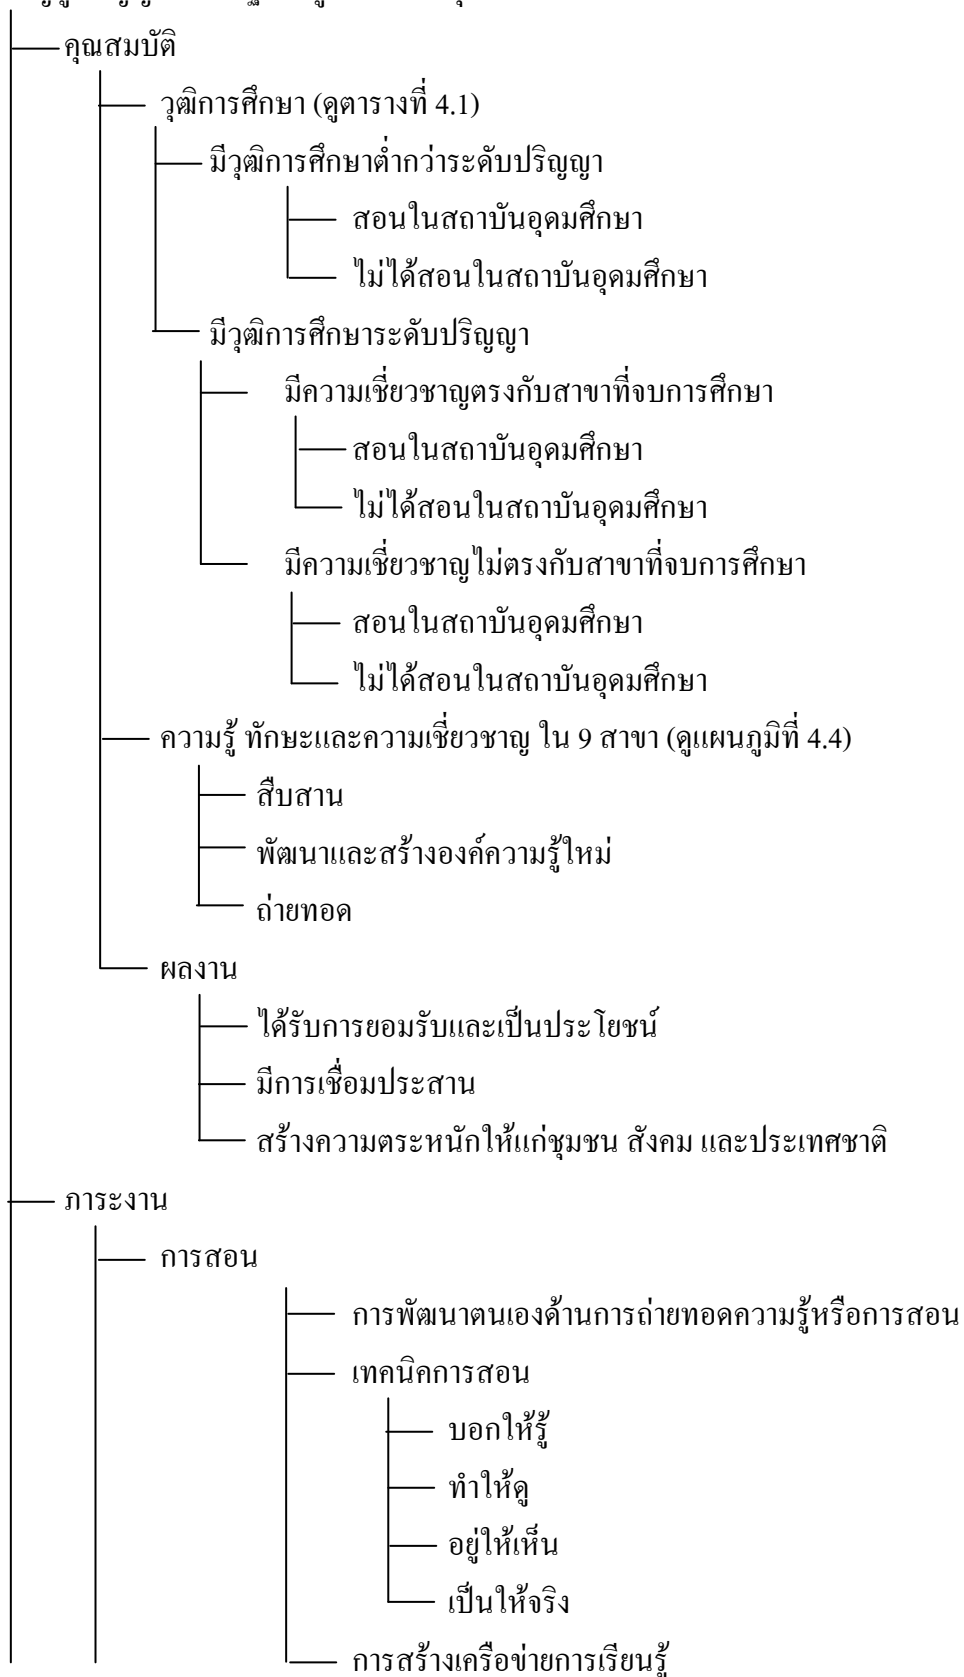 คุณสมบัติ
วุฒิการศึกษา (ดูตารางที่ 4.1)
มีวุฒิการศึกษาต่ำกว่าระดับปริญญา
สอนในสถาบันอุดมศึกษา
ไม่ได้สอนในสถาบันอุดมศึกษา
มีวุฒิการศึกษาระดับปริญญา
มีความเชี่ยวชาญตรงกับสาขาที่จบการศึกษา
สอนในสถาบันอุดมศึกษา
ไม่ได้สอนในสถาบันอุดมศึกษา
มีความเชี่ยวชาญไม่ตรงกับสาขาที่จบการศึกษา
สอนในสถาบันอุดมศึกษา
ไม่ได้สอนในสถาบันอุดมศึกษา
ความรู้ ทักษะและความเชี่ยวชาญ ใน 9 สาขา (ดูแผนภูมิที่ 4.4)
สืบสาน
พัฒนาและสร้างองค์ความรู้ใหม่
ถ่ายทอด
ผลงาน
ได้รับการยอมรับและเป็นประโยชน์
มีการเชื่อมประสาน
สร้างความตระหนักให้แก่ชุมชน สังคม และประเทศชาติ
ภาระงาน
การสอน
การพัฒนาตนเองด้านการถ่ายทอดความรู้หรือการสอน
เทคนิคการสอน
บอกให้รู้
ทำให้ดู
อยู่ให้เห็น
เป็นให้จริง
การสร้างเครือข่ายการเรียนรู้